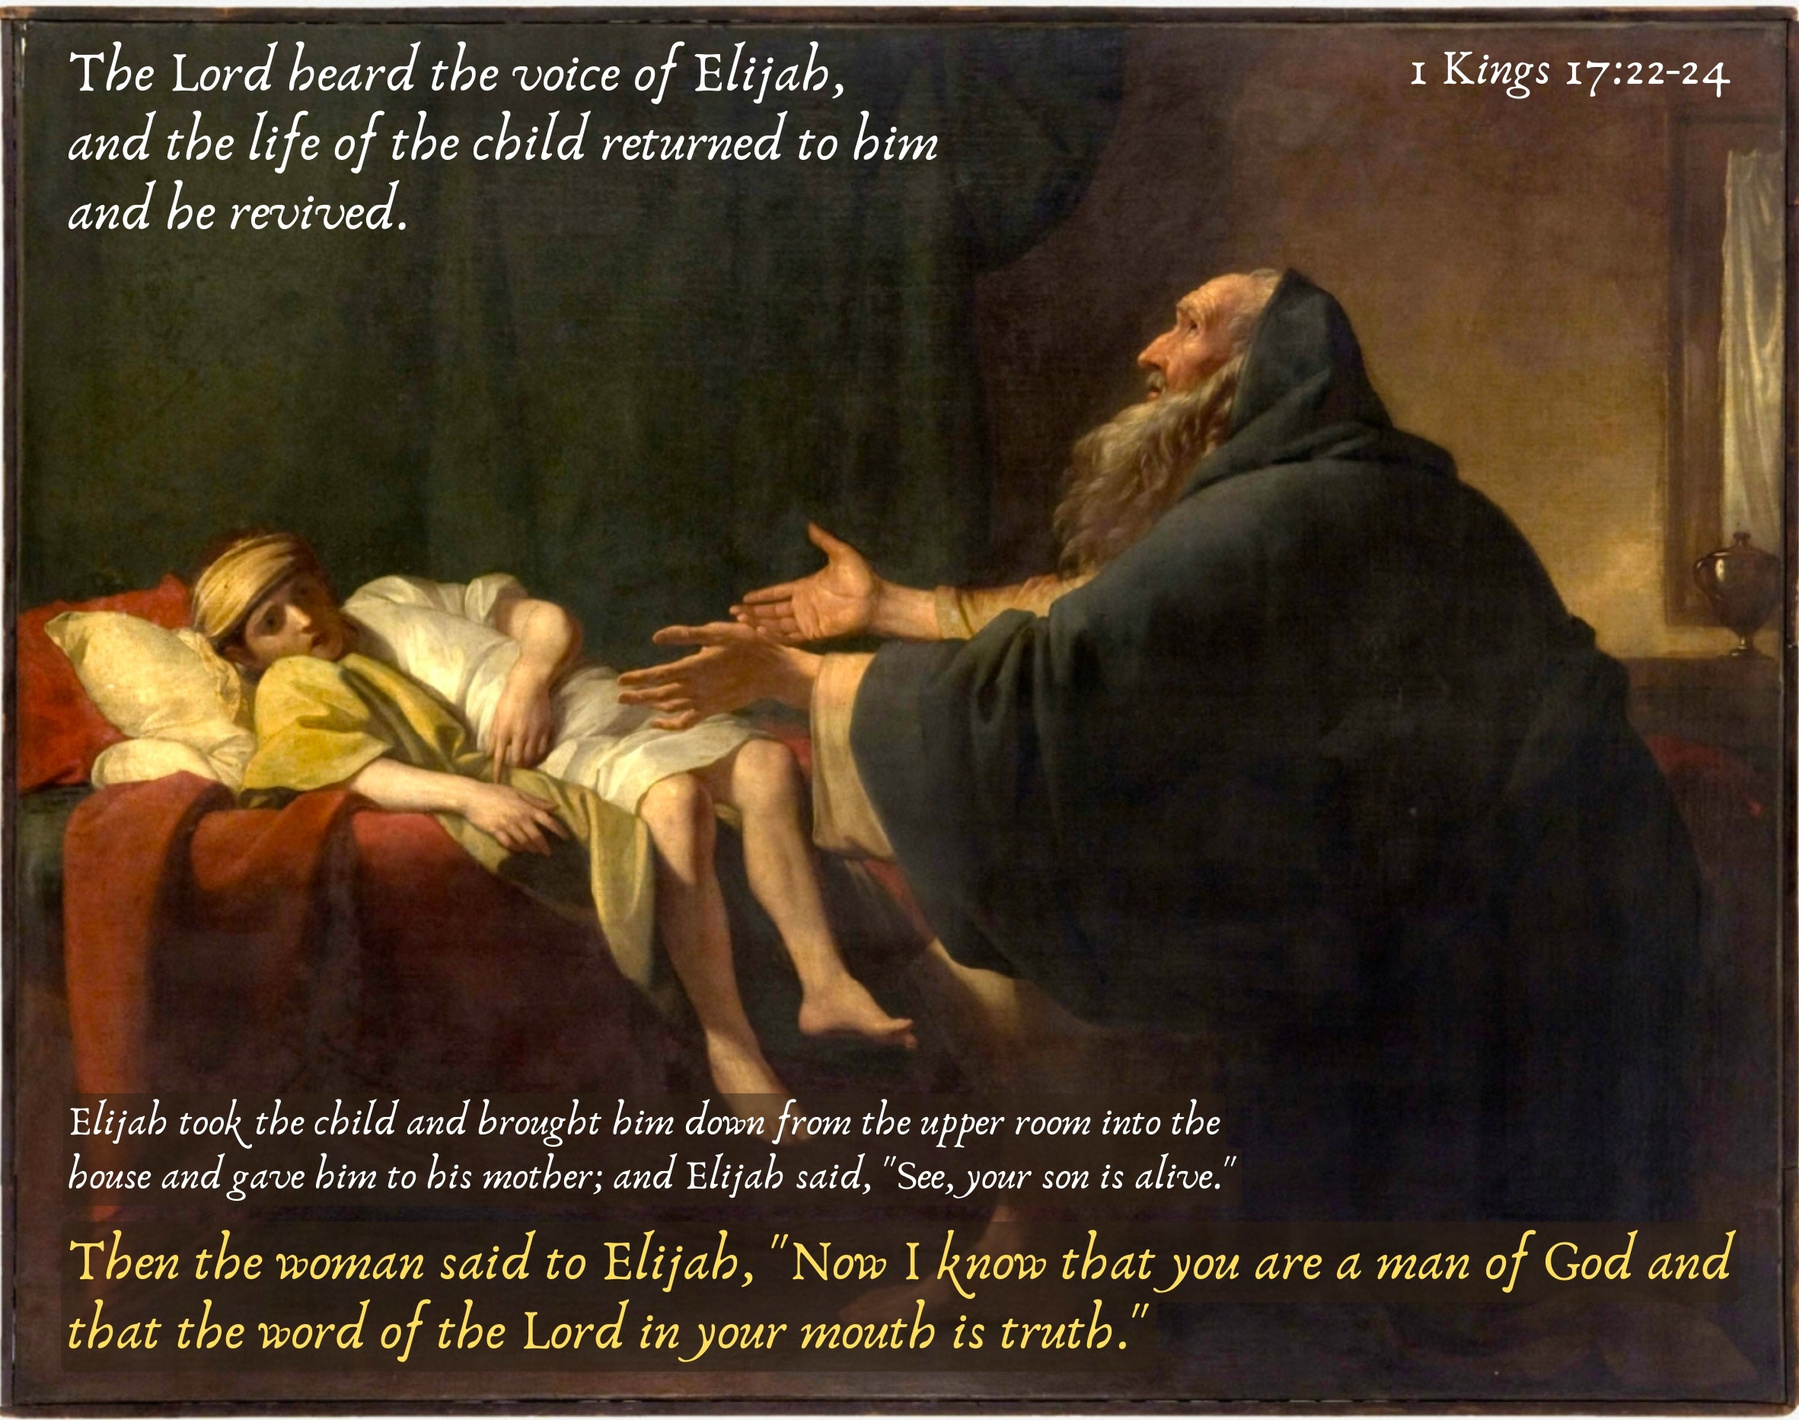 The Lord heard the voice of Elijah,
and the life of the child returned to him
and he revived.
1 Kings 17:22-24
Elijah took the child and brought him down from the upper room into the
house and gave him to his mother; and Elijah said, "See, your son is alive."
Then the woman said to Elijah, "Now I know that you are a man of God and
that the word of the Lord in your mouth is truth."